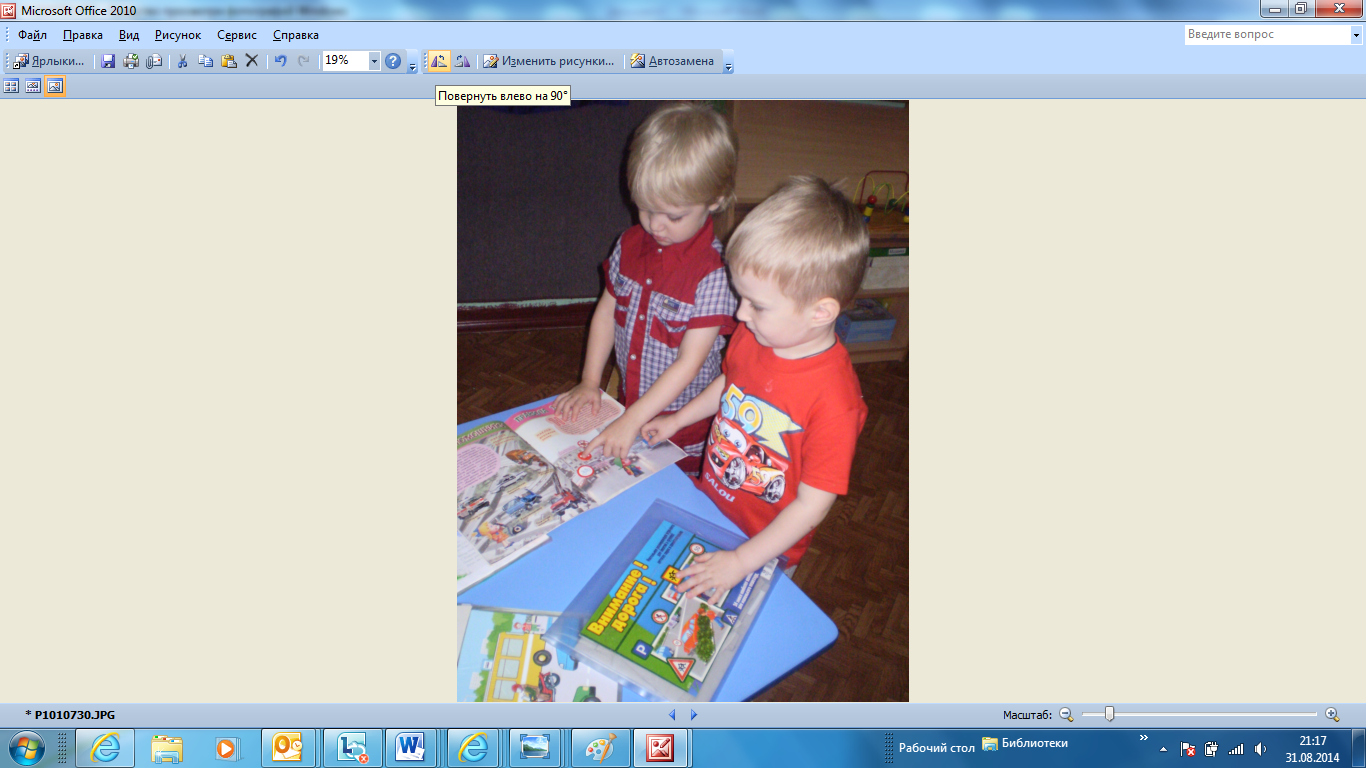 Microsoft Office 2010
Файл Правка Вид Рисунок Сервис Справка
Введите вопрос
Ярлыки... 19% Изменить рисунки... Автозамена
Повернуть влево на 90°
59
SALOU
Внимание!
дорога!
P
* P1010730.JPG
Масштаб:
Рабочий стол Библиотеки »
21:17
31.08.2014